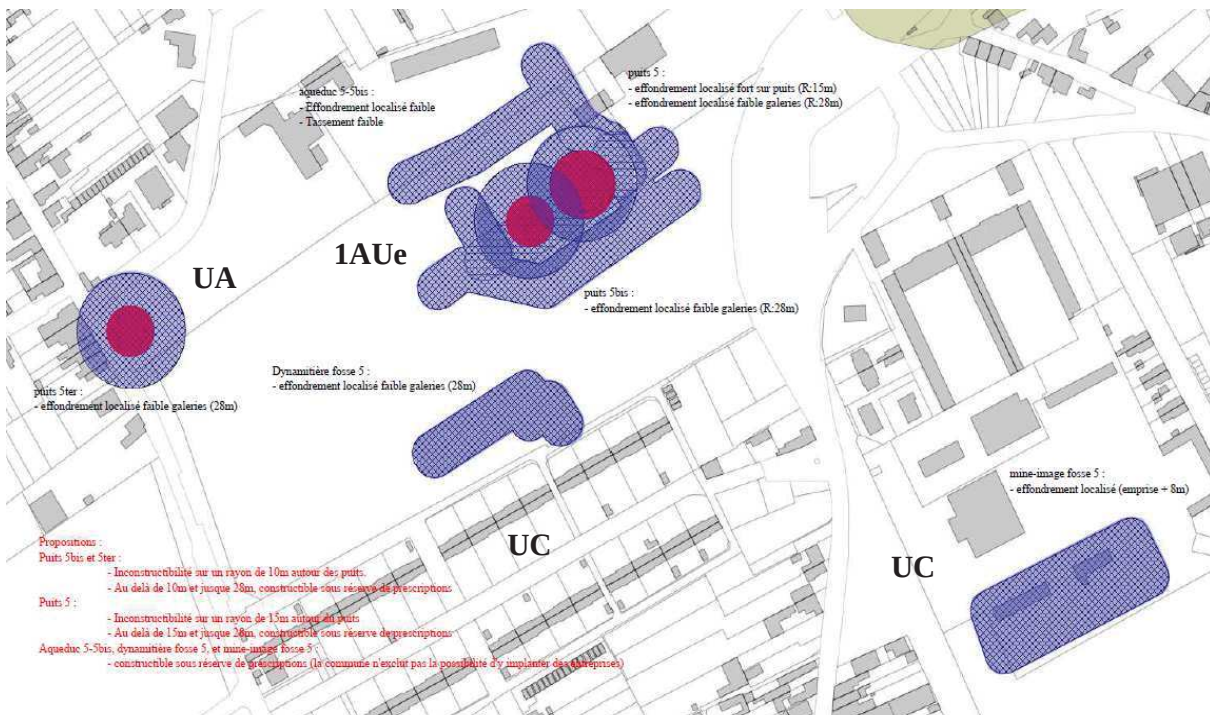 aqueduc 5-5bis :
- Effondrement localisé faible
- Tassement faible
puits 5 :
- effondrement localisé fort sur puits (R:15m)
- effondrement localisé faible galeries (R:28m)
UA
1AUe
puits 5bis :
- effondrement localisé faible galeries (R:28m)
puits 5ter :
- effondrement localisé faible galeries (28m)
Dynamitière fosse 5 :
- effondrement localisé faible galeries (28m)
mine-image fosse 5 :
- effondrement localisé (emprise + 8m)
UC
UC
Propositions :
Puits 5bis et 5ter :
- Inconstructibilité sur un rayon de 10m autour des puits.
- Au delà de 10m et jusque 28m, constructible sous réserve de prescriptions
Puits 5 :
- Inconstructibilité sur un rayon de 15m autour du puits
- Au delà de 15m et jusque 28m, constructible sous réserve de prescriptions
Aqueduc 5-5bis, dynamitière fosse 5, et mine-image fosse 5 :
- constructible sous réserve de prescriptions (la commune n'exclut pas la possibilité d'y implanter des entreprises)